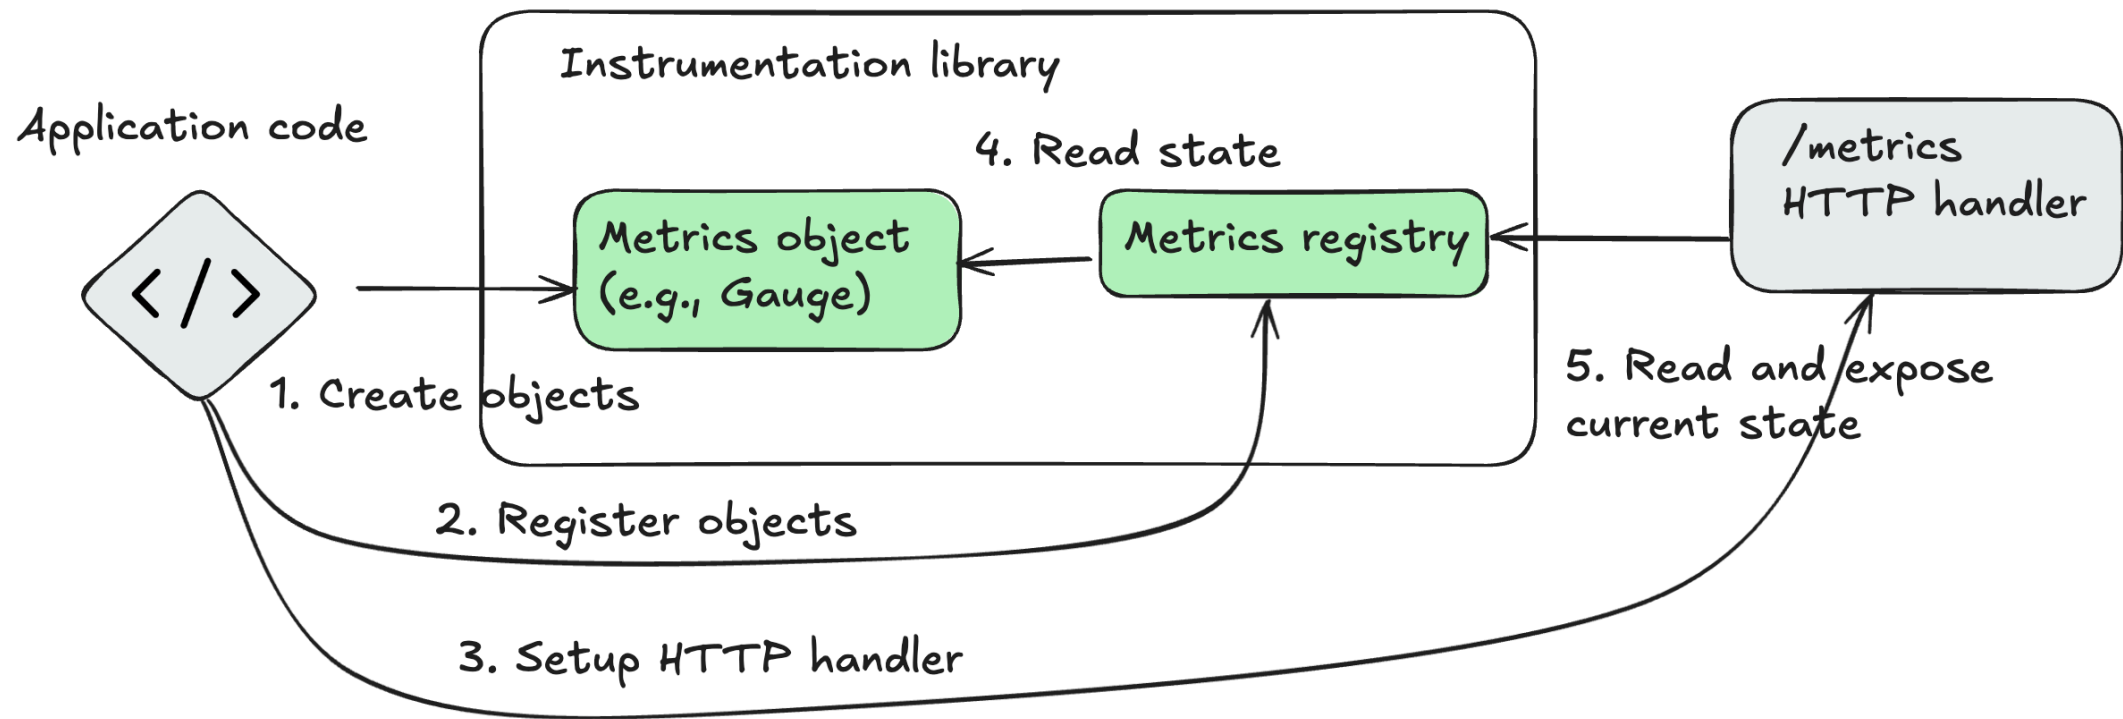 Instrumentation library
Application code
4. Read state
/metrics
HTTP handler
</>
Metrics object
(e.g., Gauge)
Metrics registry
1. Create objects
5. Read and expose
current state
2. Register objects
3. Setup HTTP handler